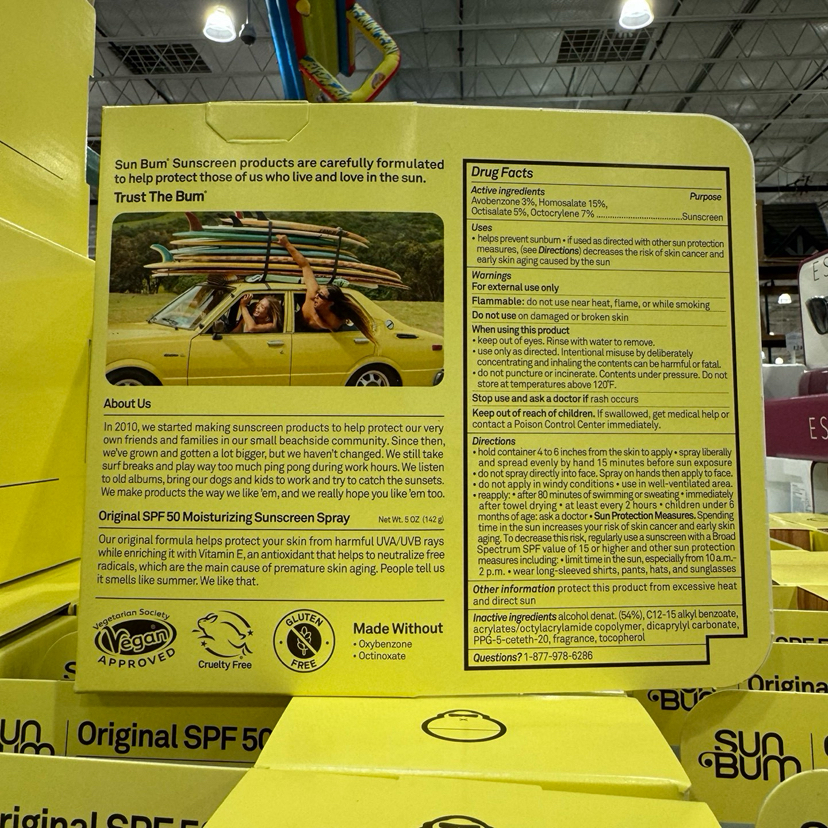 Sun Bum® Sunscreen products are carefully formulated
to help protect those of us who live and love in the sun.
Trust The Bum®
About Us
In 2010, we started making sunscreen products to help protect our very
own friends and families in our small beachside community. Since then,
we've grown and gotten a lot bigger, but we haven't changed. We still take
surf breaks and play way too much ping pong during work hours. We listen
to old albums, bring our dogs and kids to work and try to catch the sunsets.
We make products the way we like 'em, and we really hope you like 'em too.
Original SPF 50 Moisturizing Sunscreen Spray Net Wt. 5 OZ (142 g)
Our original formula helps protect your skin from harmful UVA/UVB rays
while enriching it with Vitamin E, an antioxidant that helps to neutralize free
radicals, which are the main cause of premature skin aging. People tell us
it smells like summer. We like that.
Vegetarian Society
Vegan
APPROVED
Cruelty Free
GLUTEN
FREE
Made Without
• Oxybenzone
• Octinoxate
Drug Facts
Active ingredients Purpose
Avobenzone 3%, Homosalate 15%,
Octisalate 5%, Octocrylene 7% ........................Sunscreen
Uses
• helps prevent sunburn • if used as directed with other sun protection
measures, (see Directions) decreases the risk of skin cancer and
early skin aging caused by the sun
Warnings
For external use only
Flammable: do not use near heat, flame, or while smoking
Do not use on damaged or broken skin
When using this product
• keep out of eyes. Rinse with water to remove.
• use only as directed. Intentional misuse by deliberately
concentrating and inhaling the contents can be harmful or fatal.
• do not puncture or incinerate. Contents under pressure. Do not
store at temperatures above 120°F.
Stop use and ask a doctor if rash occurs
Keep out of reach of children. If swallowed, get medical help or
contact a Poison Control Center immediately.
Directions
• hold container 4 to 6 inches from the skin to apply • spray liberally
and spread evenly by hand 15 minutes before sun exposure
• do not spray directly into face. Spray on hands then apply to face.
• do not apply in windy conditions • use in well-ventilated area.
• reapply: • after 80 minutes of swimming or sweating • immediately
after towel drying • at least every 2 hours • children under 6
months of age: ask a doctor • Sun Protection Measures. Spending
time in the sun increases your risk of skin cancer and early skin
aging. To decrease this risk, regularly use a sunscreen with a Broad
Spectrum SPF value of 15 or higher and other sun protection
measures including: • limit time in the sun, especially from 10 a.m.-
2 p.m. • wear long-sleeved shirts, pants, hats, and sunglasses
Other information protect this product from excessive heat
and direct sun
Inactive ingredients alcohol denat. (54%), C12-15 alkyl benzoate,
acrylates/octylacrylamide copolymer, dicaprylyl carbonate,
PPG-5-ceteth-20, fragrance, tocopherol
Questions? 1-877-978-6286
ES
ES
SUN BUM Original SPF 50
Original
SUN
BUM